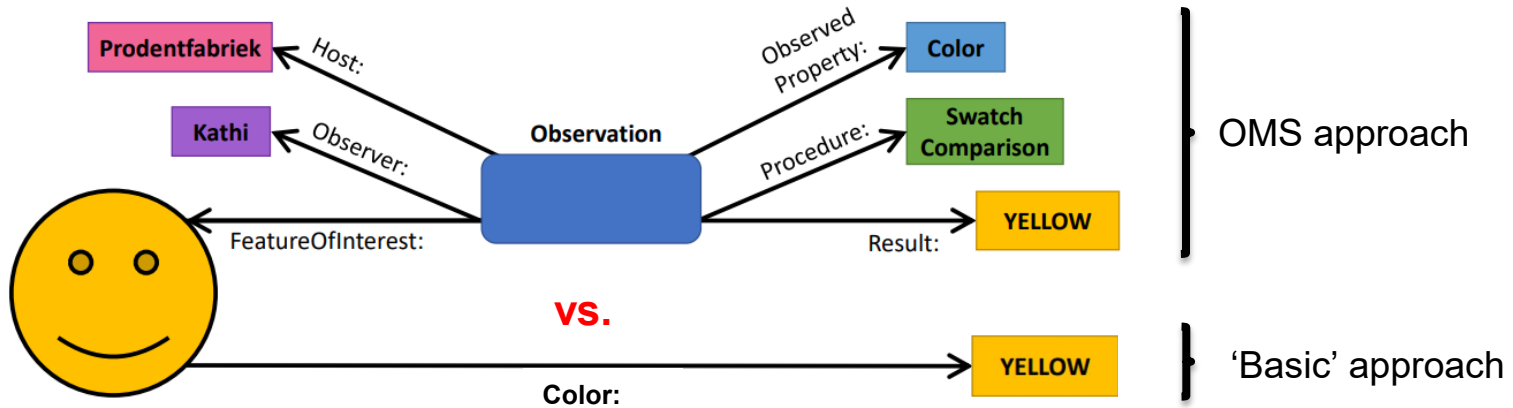 Prodentfabriek
Host:
Observed
Property:
Color
Kathi
Observer:
Observation
Procedure:
Swatch
Comparison
OMS approach
FeatureOfInterest:
Result:
YELLOW
vs.
Color:
YELLOW
‘Basic’ approach